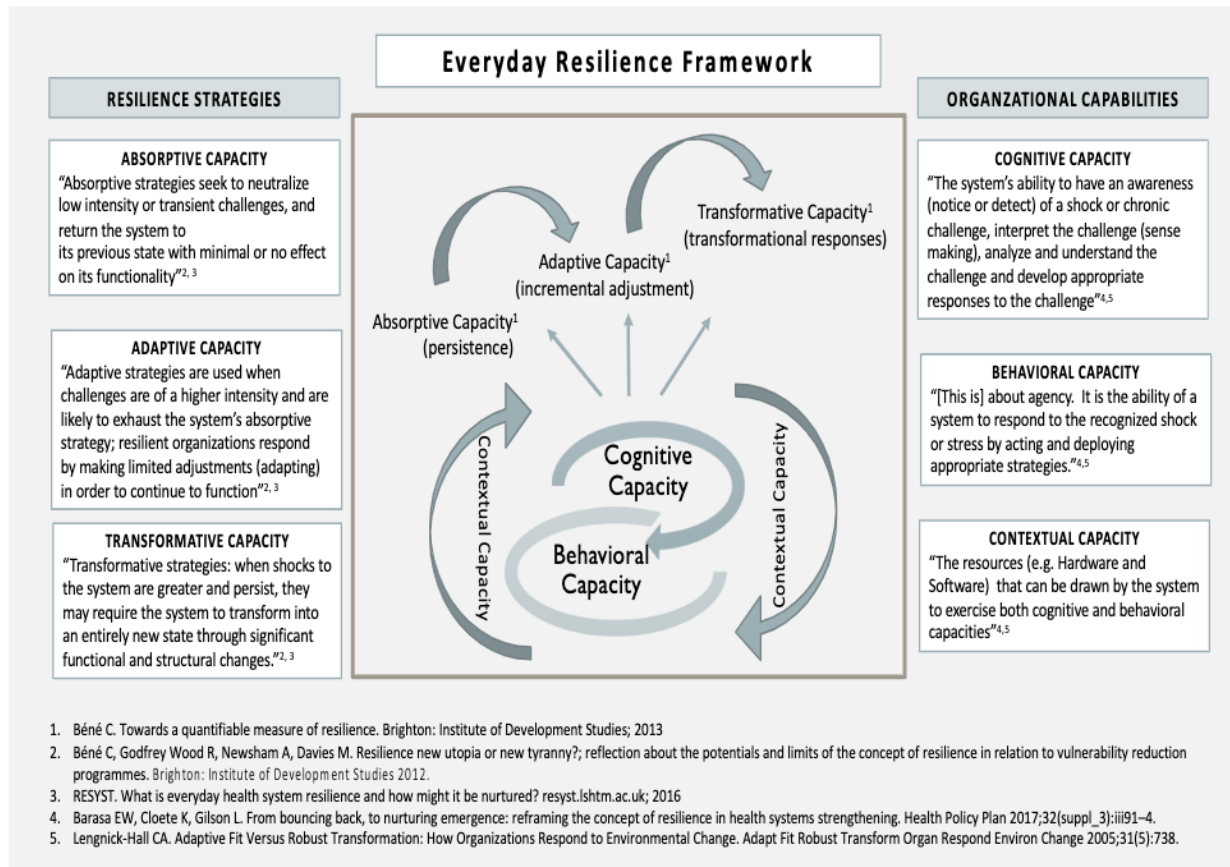 Everyday Resilience Framework
RESILIENCE STRATEGIES
ABSORPTIVE CAPACITY
“Absorptive strategies seek to neutralize
low intensity or transient challenges, and
return the system to
its previous state with minimal or no effect
on its functionality”2, 3
ADAPTIVE CAPACITY
“Adaptive strategies are used when
challenges are of a higher intensity and are
likely to exhaust the system’s absorptive
strategy; resilient organizations respond
by making limited adjustments (adapting)
in order to continue to function”2, 3
TRANSFORMATIVE CAPACITY
“Transformative strategies: when shocks to
the system are greater and persist, they
may require the system to transform into
an entirely new state through significant
functional and structural changes.”2, 3
Transformative Capacity1
(transformational responses)
Adaptive Capacity1
(incremental adjustment)
Absorptive Capacity1
(persistence)
Contextual Capacity
Cognitive
Capacity
Behavioral
Capacity
Contextual Capacity
ORGANZATIONAL CAPABILITIES
COGNITIVE CAPACITY
“The system’s ability to have an awareness
(notice or detect) of a shock or chronic
challenge, interpret the challenge (sense
making), analyze and understand the
challenge and develop appropriate
responses to the challenge”4,5
BEHAVIORAL CAPACITY
“[This is] about agency. It is the ability of a
system to respond to the recognized shock
or stress by acting and deploying
appropriate strategies.”4,5
CONTEXTUAL CAPACITY
“The resources (e.g. Hardware and
Software) that can be drawn by the system
to exercise both cognitive and behavioral
capacities”4,5
1. Béné C. Towards a quantifiable measure of resilience. Brighton: Institute of Development Studies; 2013
2. Béné C, Godfrey Wood R, Newsham A, Davies M. Resilience new utopia or new tyranny?; reflection about the potentials and limits of the concept of resilience in relation to vulnerability reduction
programmes. Brighton: Institute of Development Studies 2012.
3. RESYST. What is everyday health system resilience and how might it be nurtured? resyst.lshtm.ac.uk; 2016
4. Barasa EW, Cloete K, Gilson L. From bouncing back, to nurturing emergence: reframing the concept of resilience in health systems strengthening. Health Policy Plan 2017;32(suppl_3):iii91–4.
5. Lengnick-Hall CA. Adaptive Fit Versus Robust Transformation: How Organizations Respond to Environmental Change. Adapt Fit Robust Transform Organ Respond Environ Change 2005;31(5):738.